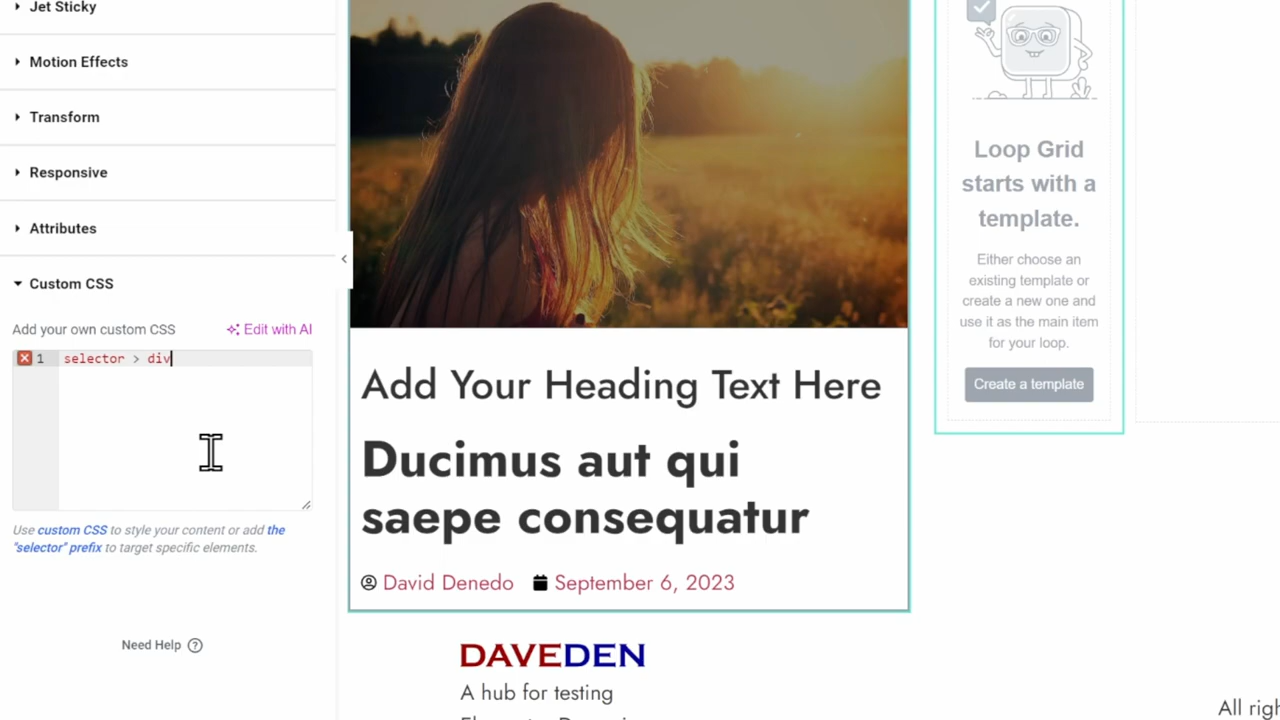 Jet Sticky
Motion Effects
Transform
Responsive
Attributes
Custom CSS
Add your own custom CSS
Edit with AI
1 selector > div
Use custom CSS to style your content or add the
"selector" prefix to target specific elements.
Need Help
Add Your Heading Text Here
Ducimus aut qui
saepe consequatur
David Denedo
September 6, 2023
DAVEDEN
A hub for testing
Loop Grid
starts with a
template.
Either choose an
existing template or
create a new one and
use it as the main item
for your loop.
Create a template
All righ